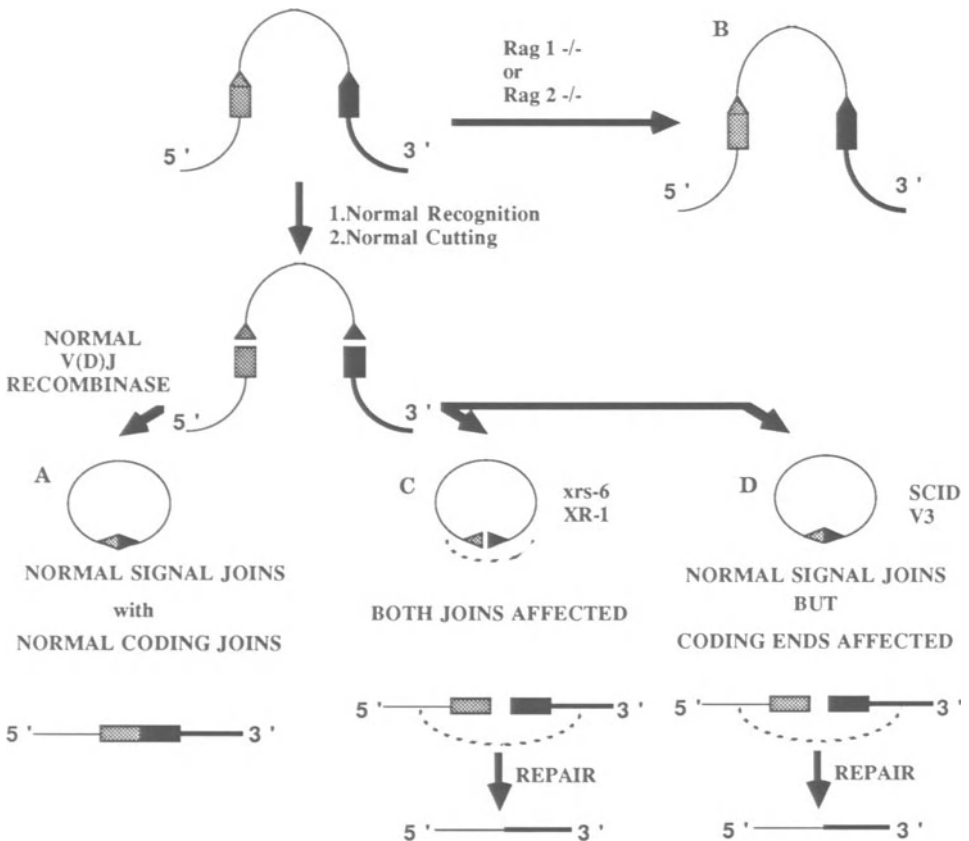 Rag 1 -/-
or
Rag 2 -/-
B
5 '
3 '
5 '
3 '
1.Normal Recognition
2.Normal Cutting
NORMAL
V(D)J
RECOMBINASE
5'
3 '
A
C
xrs-6
XR-1
D
SCID
V3
NORMAL SIGNAL JOINS
with
NORMAL CODING JOINS
BOTH JOINS AFFECTED
NORMAL SIGNAL JOINS
BUT
CODING ENDS AFFECTED
5 '
3 '
5 '
3 '
5 '
3 '
REPAIR
REPAIR
5 '
3 '
5 '
3 '